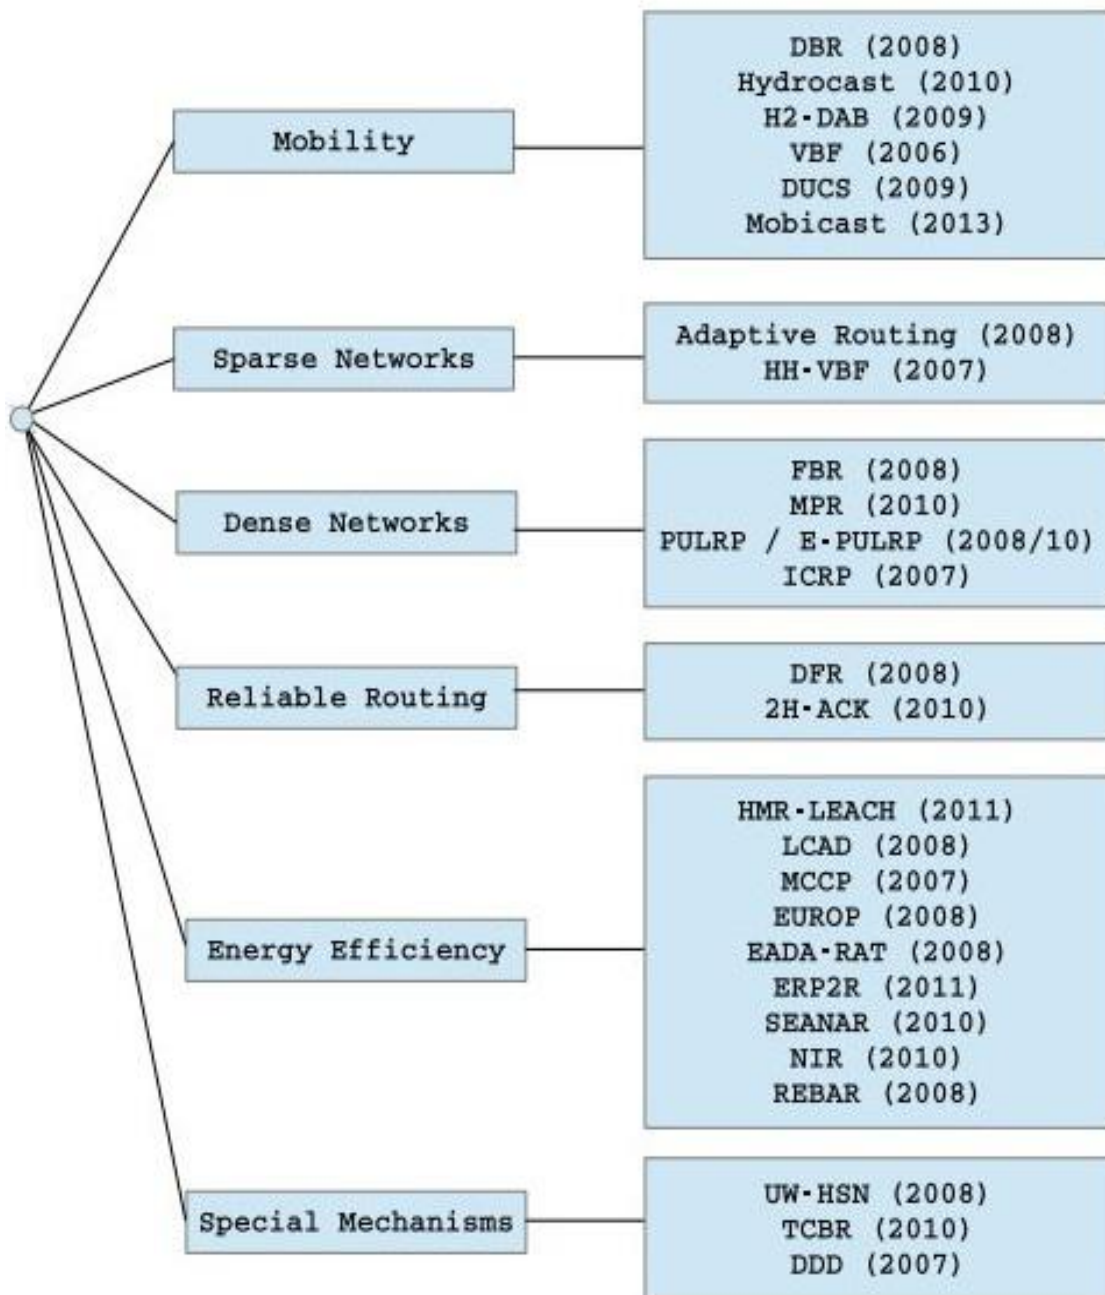 Mobility
DBR (2008)
Hydrocast (2010)
H2-DAB (2009)
VBF (2006)
DUCS (2009)
Mobicast (2013)
Sparse Networks
Adaptive Routing (2008)
HH-VBF (2007)
Dense Networks
FBR (2008)
MPR (2010)
PULRP / E-PULRP (2008/10)
ICRP (2007)
Reliable Routing
DFR (2008)
2H-ACK (2010)
Energy Efficiency
HMR-LEACH (2011)
LCAD (2008)
MCCP (2007)
EUROP (2008)
EADA-RAT (2008)
ERP2R (2011)
SEANAR (2010)
NIR (2010)
REBAR (2008)
Special Mechanisms
UW-HSN (2008)
TCBR (2010)
DDD (2007)